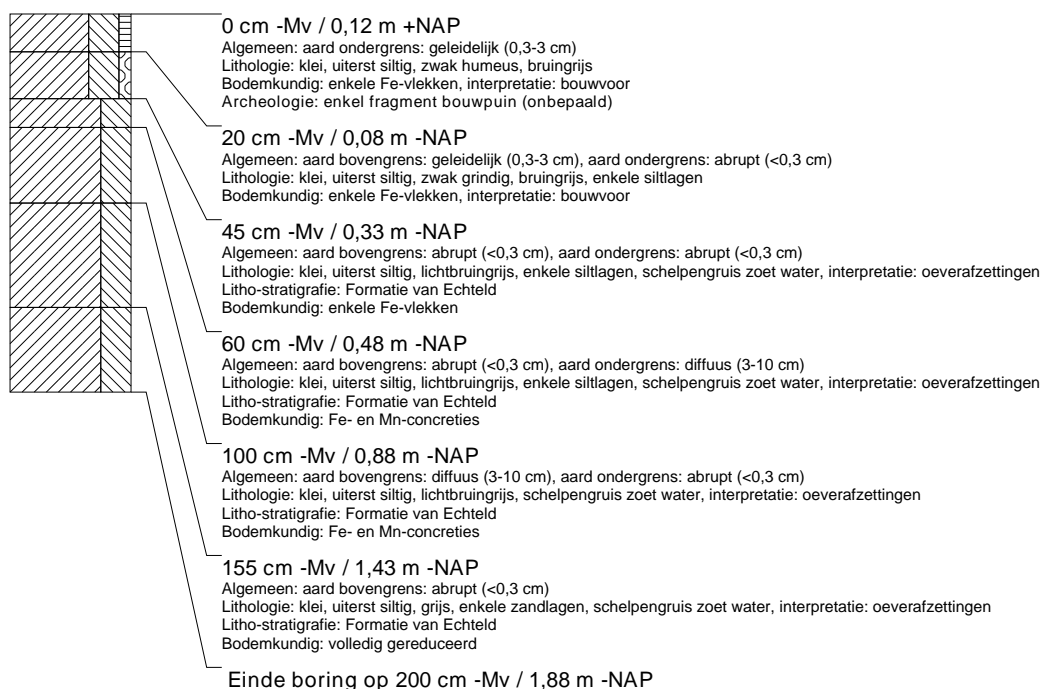 0 cm -Mv / 0,12 m +NAP
Algemeen: aard ondergrens: geleidelijk (0,3-3 cm)
Lithologie: klei, uiterst siltig, zwak humeus, bruingrijs
Bodemkundig: enkele Fe-vlekken, interpretatie: bouwvoor
Archeologie: enkel fragment bouwpuin (onbepaald)
20 cm -Mv / 0,08 m -NAP
Algemeen: aard bovengrens: geleidelijk (0,3-3 cm), aard ondergrens: abrupt (<0,3 cm)
Lithologie: klei, uiterst siltig, zwak grindig, bruingrijs, enkele siltlagen
Bodemkundig: enkele Fe-vlekken, interpretatie: bouwvoor
45 cm -Mv / 0,33 m -NAP
Algemeen: aard bovengrens: abrupt (<0,3 cm), aard ondergrens: abrupt (<0,3 cm)
Lithologie: klei, uiterst siltig, lichtbruingrijs, enkele siltlagen, schelpengruis zoet water, interpretatie: oeverafzettingen
Litho-stratigrafie: Formatie van Echteld
Bodemkundig: enkele Fe-vlekken
60 cm -Mv / 0,48 m -NAP
Algemeen: aard bovengrens: abrupt (<0,3 cm), aard ondergrens: diffuus (3-10 cm)
Lithologie: klei, uiterst siltig, lichtbruingrijs, enkele siltlagen, schelpengruis zoet water, interpretatie: oeverafzettingen
Litho-stratigrafie: Formatie van Echteld
Bodemkundig: Fe- en Mn-concreties
100 cm -Mv / 0,88 m -NAP
Algemeen: aard bovengrens: diffuus (3-10 cm), aard ondergrens: abrupt (<0,3 cm)
Lithologie: klei, uiterst siltig, lichtbruingrijs, schelpengruis zoet water, interpretatie: oeverafzettingen
Litho-stratigrafie: Formatie van Echteld
Bodemkundig: Fe- en Mn-concreties
155 cm -Mv / 1,43 m -NAP
Algemeen: aard bovengrens: abrupt (<0,3 cm)
Lithologie: klei, uiterst siltig, grijs, enkele zandlagen, schelpengruis zoet water, interpretatie: oeverafzettingen
Litho-stratigrafie: Formatie van Echteld
Bodemkundig: volledig gereduceerd
Einde boring op 200 cm -Mv / 1,88 m -NAP